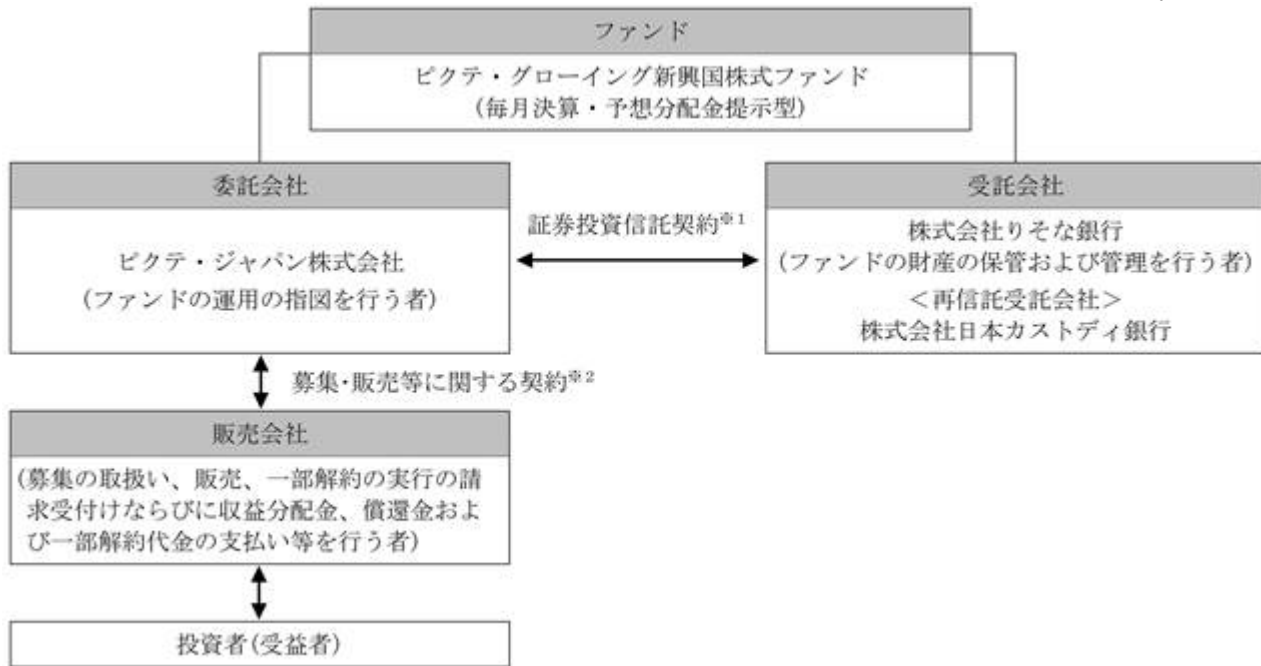 ファンド
ピクテ・グローイング新興国株式ファンド
(毎月決算・予想分配金提示型)
委託会社
ピクテ・ジャパン株式会社
(ファンドの運用の指図を行う者)
証券投資信託契約※1
受託会社
株式会社りそな銀行
(ファンドの財産の保管および管理を行う者)
＜再信託受託会社＞
株式会社日本カストディ銀行
募集・販売等に関する契約※2
販売会社
(募集の取扱い、販売、一部解約の実行の請
求受付けならびに収益分配金、償還金およ
び一部解約代金の支払い等を行う者)
投資者(受益者)